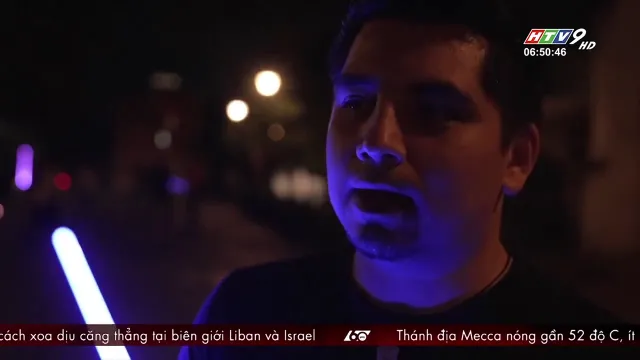 HTV9 HD
06:50:46
cách xoa dịu căng thẳng tại biên giới Liban và Israel 60 Thánh địa Mecca nóng gần 52 độ C, ít